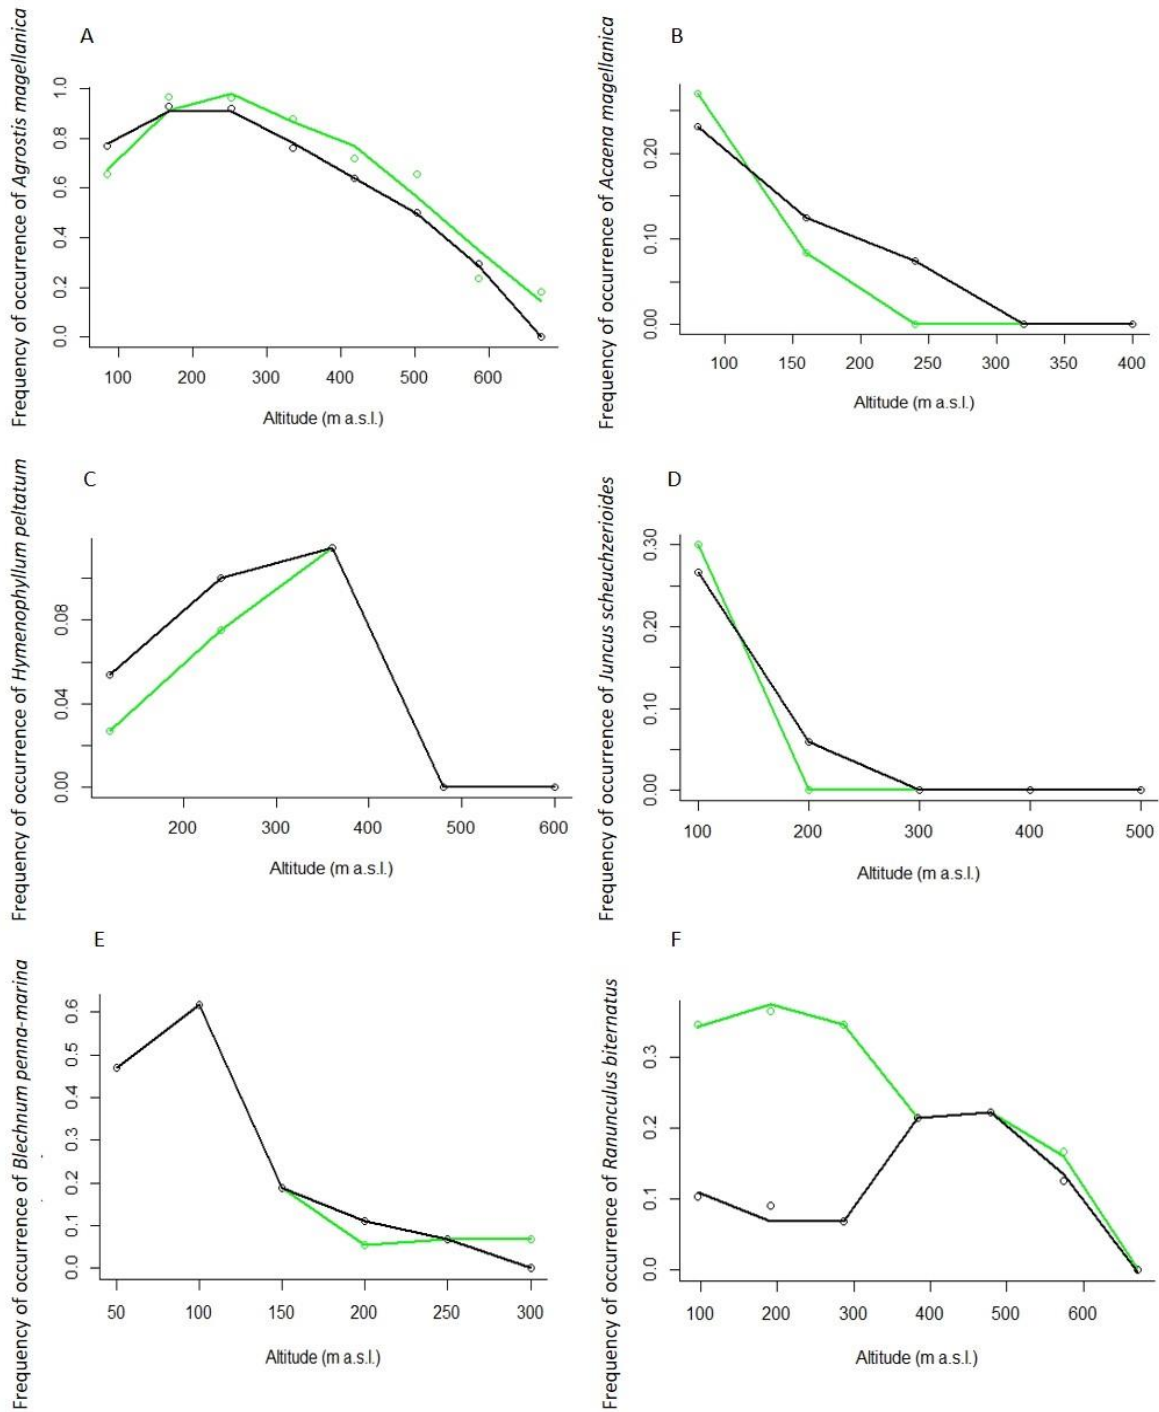 A
Frequency of occurrence of Agrostis magellanica
1.0
0.8
0.6
0.4
0.2
0.0
100 200 300 400 500 600
Altitude (m a.s.l.)
B
Frequency of occurrence of Acaena magellanica
0.20
0.10
0.00
100 150 200 250 300 350 400
Altitude (m a.s.l.)
C
Frequency of occurrence of Hymenophyllum peltatum
0.08
0.04
0.00
200 300 400 500 600
Altitude (m a.s.l.)
D
Frequency of occurrence of Juncus scheuchzerioides
0.30
0.20
0.10
0.00
100 200 300 400 500
Altitude (m a.s.l.)
E
Frequency of occurrence of Blechnum penna-marina
0.6
0.5
0.4
0.3
0.2
0.1
0.0
50 100 150 200 250 300
Altitude (m a.s.l.)
F
Frequency of occurrence of Ranunculus biternatus
0.3
0.2
0.1
0.0
100 200 300 400 500 600
Altitude (m a.s.l.)